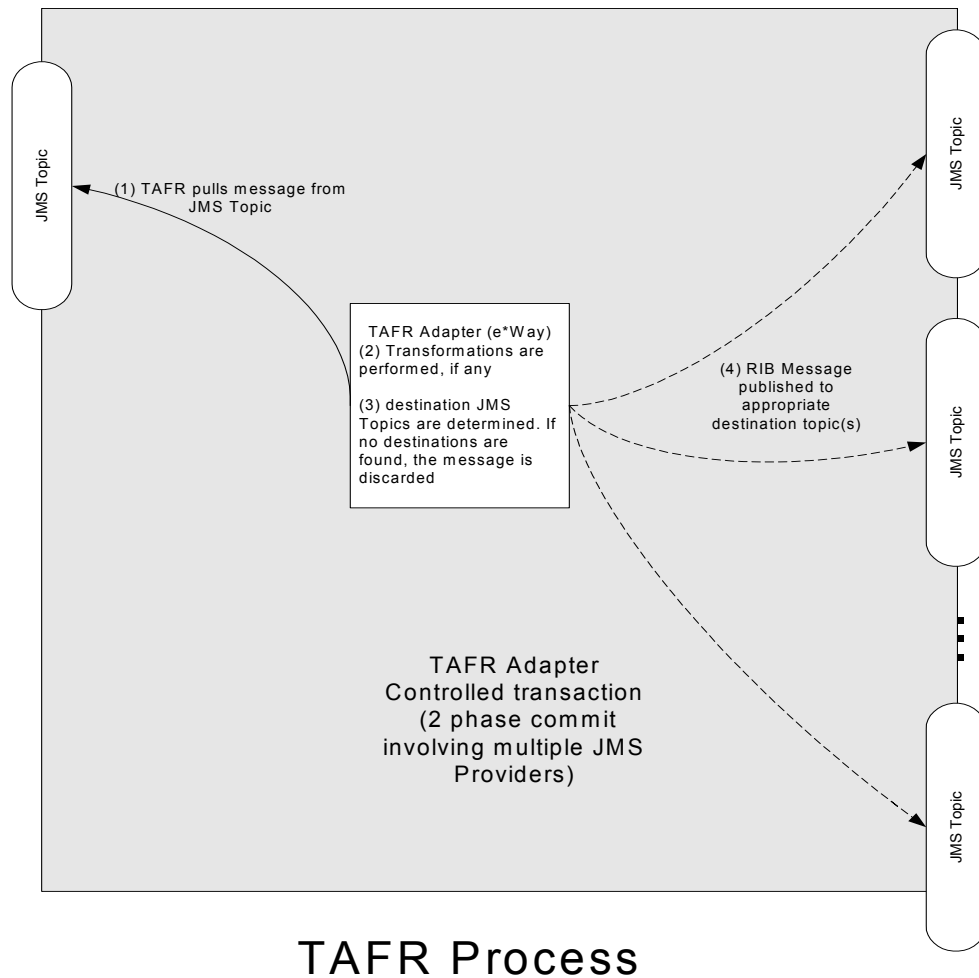 JMS Topic
JMS Topic
(1) TAFR pulls message from
JMS Topic
TAFR Adapter (e*Way)
(2) Transformations are
performed, if any
(3) destination JMS
Topics are determined. If
no destinations are
found, the message is
discarded
(4) RIB Message
published to
appropriate
destination topic(s)
JMS Topic
TAFR Adapter
Controlled transaction
(2 phase commit
involving multiple JMS
Providers)
JMS Topic
TAFR Process